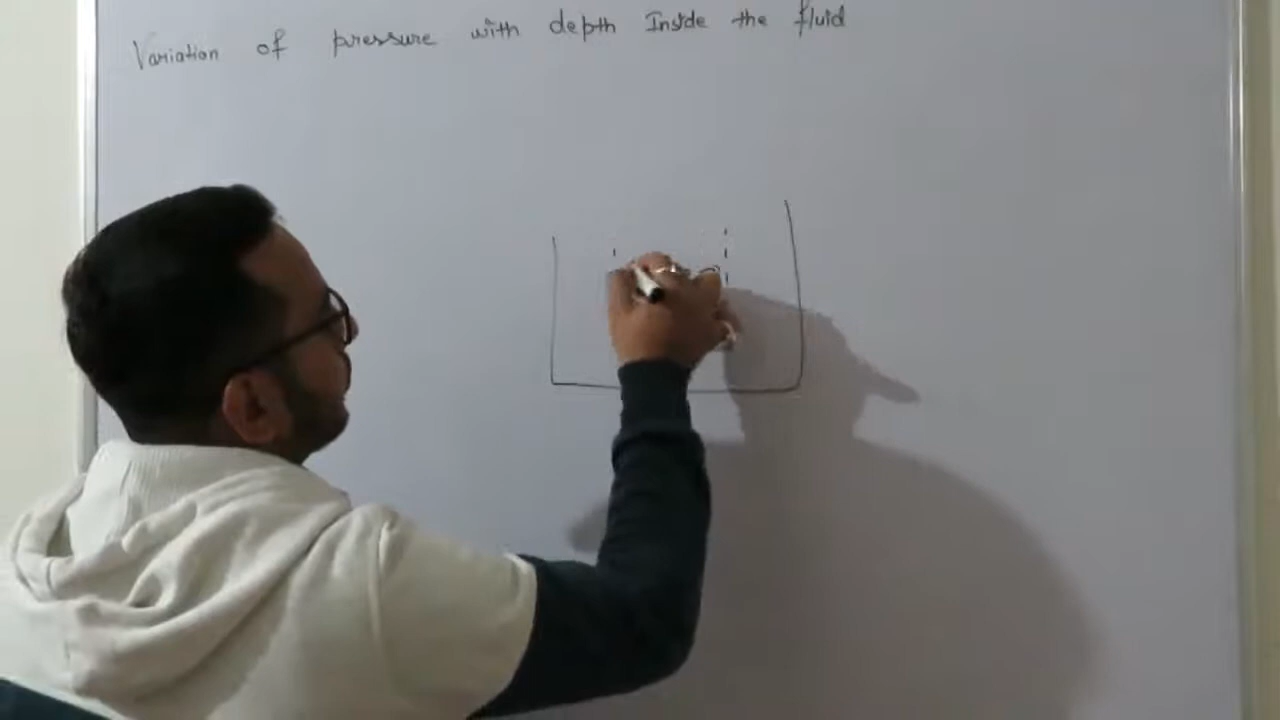 Variation of pressure with depth Inside the fluid